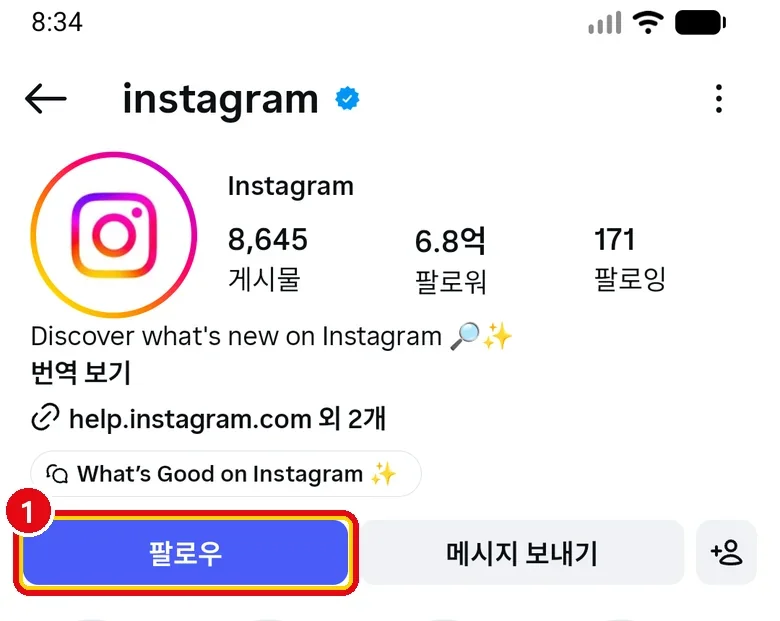 8:34
instagram
Instagram
8,645 6.8억 171
게시물 팔로워 팔로잉
Discover what's new on Instagram 🔎✨
번역 보기
help.instagram.com 외 2개
What's Good on Instagram ✨
1
팔로우 메시지 보내기